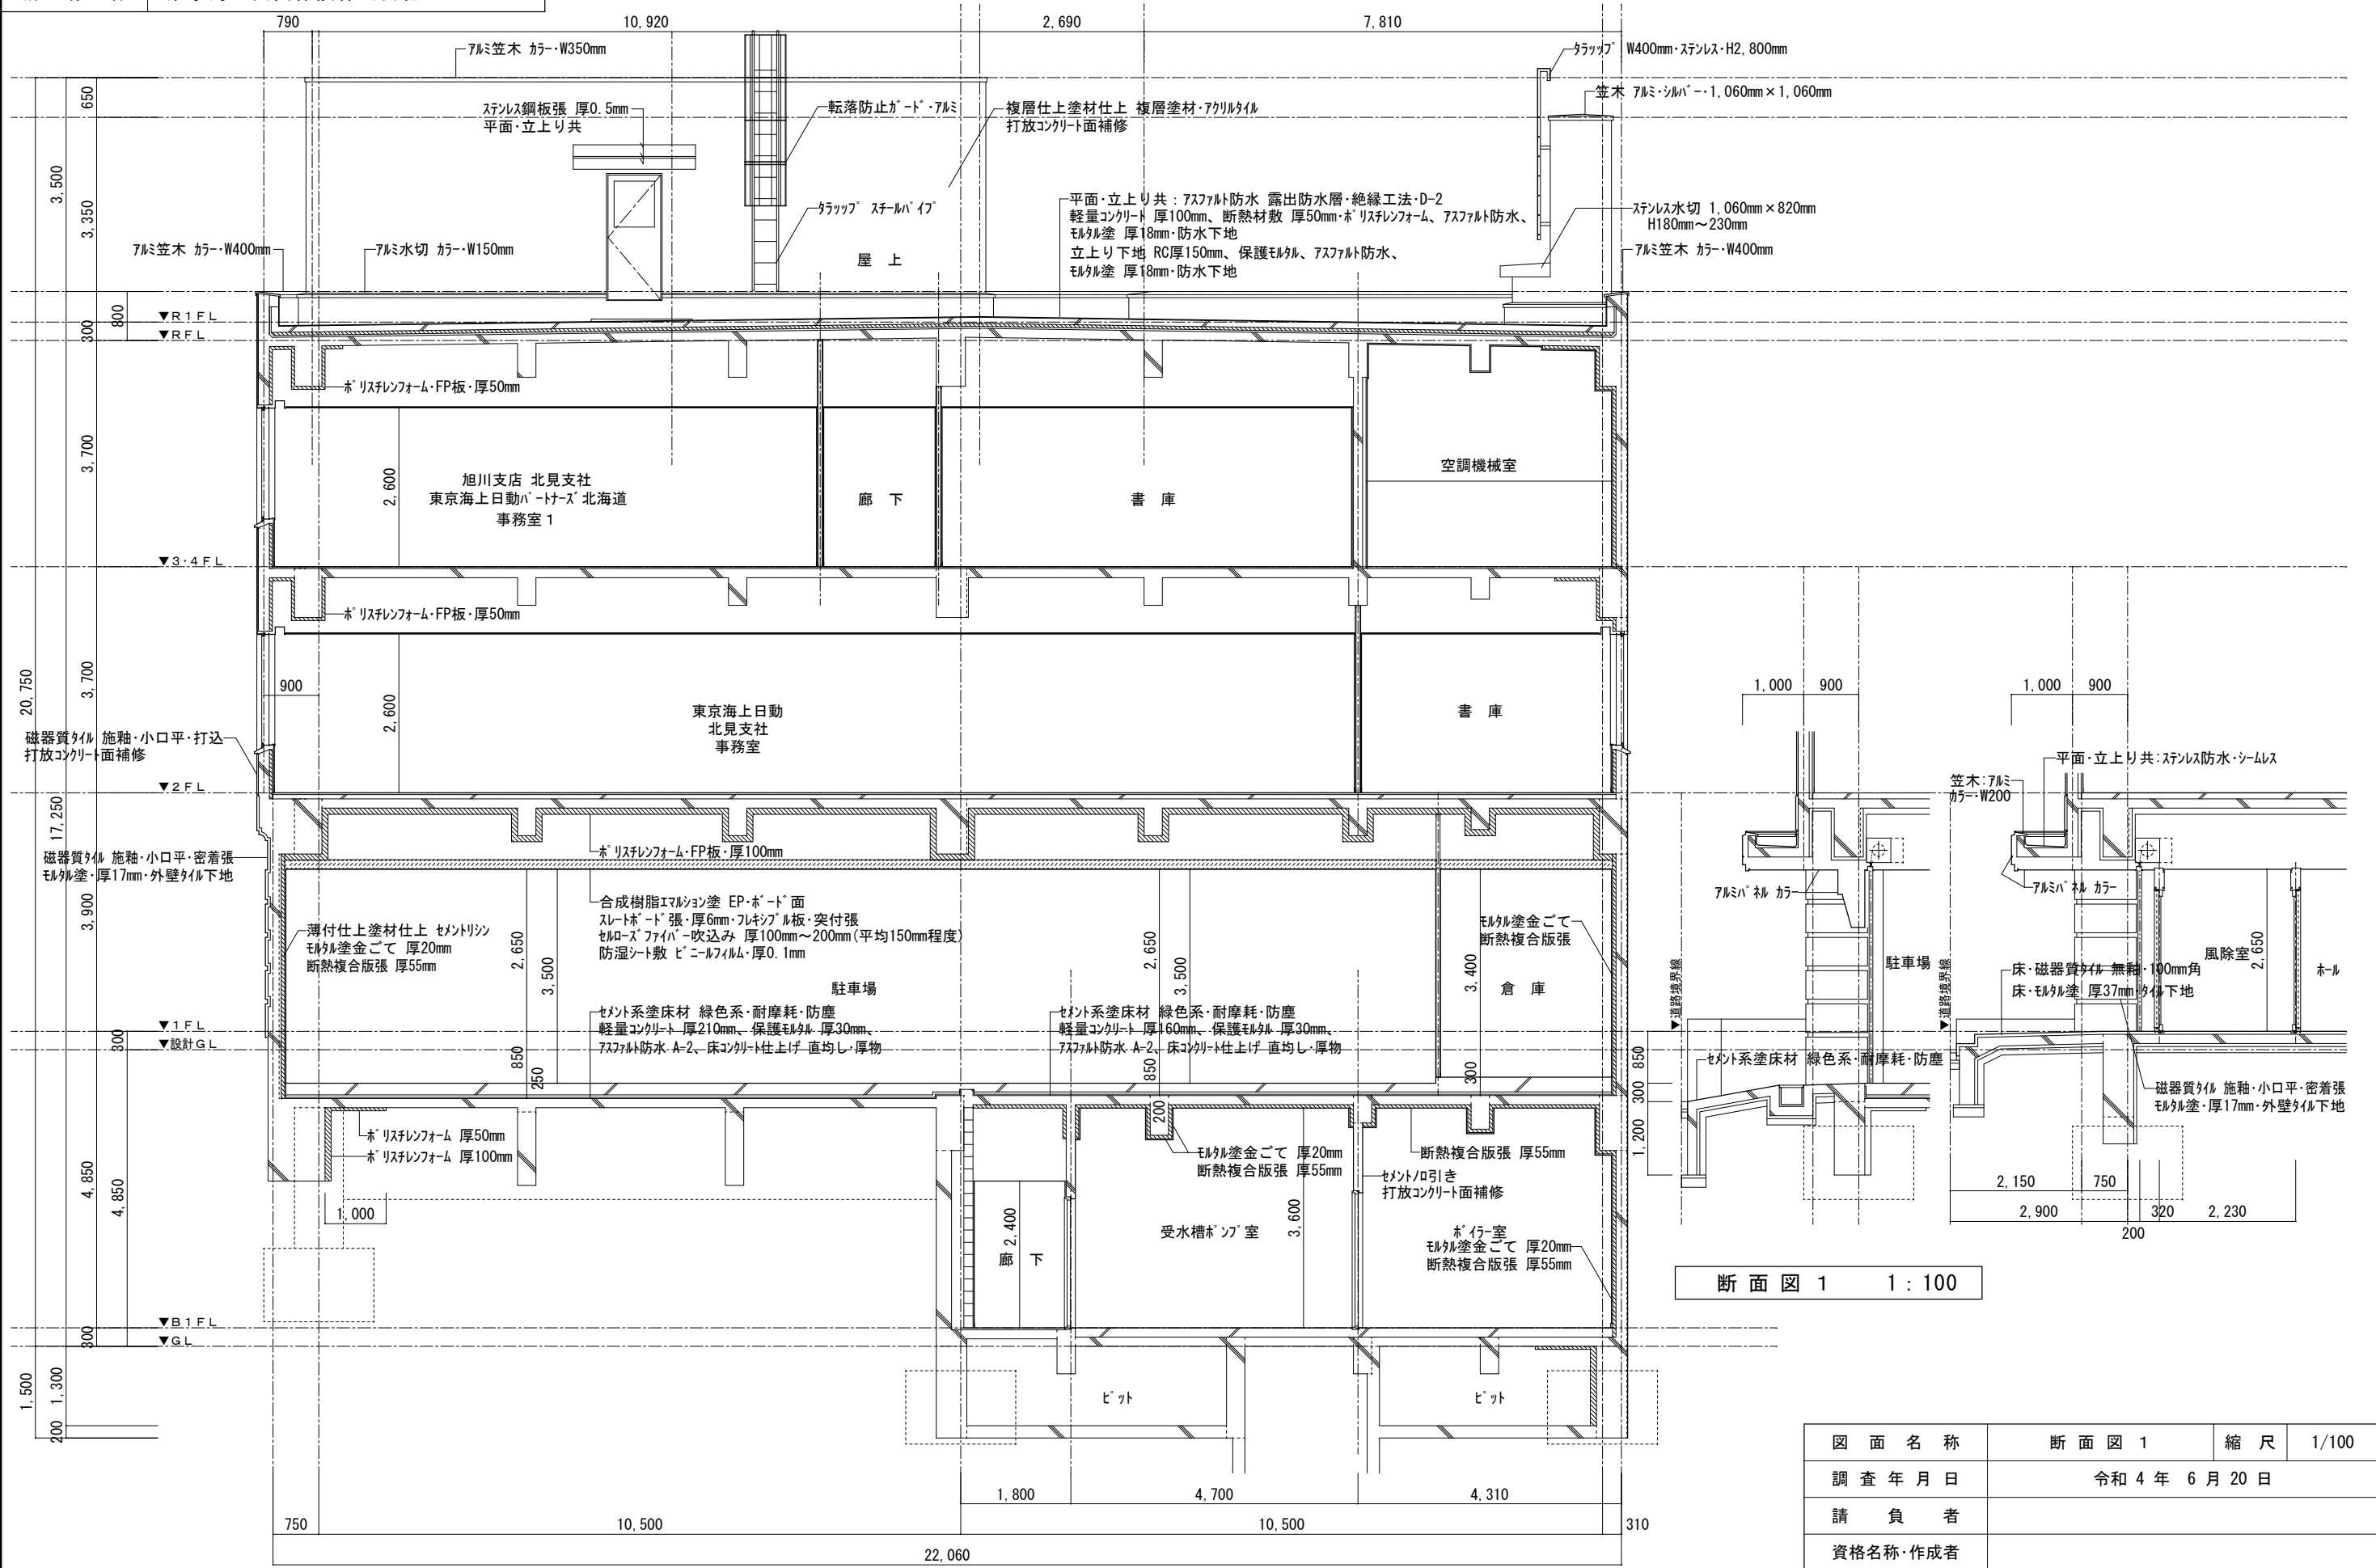 790
10,920
2,690
7,810
アルミ笠木 カラー・W350mm
タラップ W400mm・ステンレス・H2,800mm
ステンレス鋼板張 厚0.5mm
平面・立上り共
転落防止ガード・アルミ
複層仕上塗材仕上 複層塗材・アクリルタイル
打放コンクリート面補修
笠木 アルミ・シルバー・1,060mm×1,060mm
650
3,500
3,350
タラップ スチールパイプ
平面・立上り共：アスファルト防水 露出防水層・絶縁工法・D-2
軽量コンクリート 厚100mm、断熱材敷 厚50mm・ポリスチレンフォーム、アスファルト防水、
モルタル塗 厚18mm・防水下地
立上り下地 RC厚150mm、保護モルタル、アスファルト防水、
モルタル塗 厚18mm・防水下地
ステンレス水切 1,060mm×820mm
H180mm～230mm
アルミ笠木 カラー・W400mm
アルミ水切 カラー・W150mm
アルミ笠木 カラー・W400mm
屋 上
800
300
▼R1FL
▼RFL
ポリスチレンフォーム・FP板・厚50mm
3,700
2,600
旭川支店 北見支社
東京海上日動パートナーズ北海道
事務室1
廊 下
書 庫
空調機械室
▼3・4FL
ポリスチレンフォーム・FP板・厚50mm
20,750
3,700
900
2,600
東京海上日動
北見支社
事務室
書 庫
磁器質タイル 施釉・小口平・打込
打放コンクリート面補修
▼2FL
17,250
磁器質タイル 施釉・小口平・密着張
モルタル塗・厚17mm・外壁タイル下地
3,900
ポリスチレンフォーム・FP板・厚100mm
合成樹脂エマルション塗 EP・ボード面
スレートボード張・厚6mm・フレキシブル板・突付張
セルローズファイバー吹込み 厚100mm～200mm(平均150mm程度)
防湿シート敷 ビニールフィルム・厚0.1mm
薄付仕上塗材仕上 セメントリシン
モルタル塗金ごて 厚20mm
断熱複合版張 厚55mm
2,650
3,500
2,650
3,500
3,400
モルタル塗金ごて
断熱複合版張
駐車場
倉 庫
セメント系塗床材 緑色系・耐摩耗・防塵
軽量コンクリート 厚210mm、保護モルタル 厚30mm、
アスファルト防水 A-2、床コンクリート仕上げ 直均し・厚物
セメント系塗床材 緑色系・耐摩耗・防塵
軽量コンクリート 厚160mm、保護モルタル 厚30mm、
アスファルト防水 A-2、床コンクリート仕上げ 直均し・厚物
▼1FL
▼設計GL
300
850
250
850
300
200
ポリスチレンフォーム 厚50mm
ポリスチレンフォーム 厚100mm
モルタル塗金ごて 厚20mm
断熱複合版張 厚55mm
断熱複合版張 厚55mm
セメントノロ引き
打放コンクリート面補修
4,850
4,850
1,000
2,400
廊 下
受水槽ポンプ室
3,600
ボイラー室
モルタル塗金ごて 厚20mm
断熱複合版張 厚55mm
▼B1FL
▼GL
300
1,500
1,300
200
ピット
ピット
1,800
4,700
4,310
750
10,500
10,500
310
22,060
1,000
900
1,000
900
平面・立上り共:ステンレス防水・シームレス
笠木:アルミ
カラー・W200
アルミパネル カラー
アルミパネル カラー
▼道路境界線
駐車場
▼道路境界線
風除室
2,650
ホール
床・磁器質タイル 無釉・100mm角
床・モルタル塗 厚37mm・タイル下地
850
300
1,200
セメント系塗床材 緑色系・耐摩耗・防塵
磁器質タイル 施釉・小口平・密着張
モルタル塗・厚17mm・外壁タイル下地
2,150
750
2,900
320
2,230
200
断面図1 1:100
図面名称 断面図1 縮尺 1/100
調査年月日 令和 4 年 6 月 20 日
請負者
資格名称・作成者